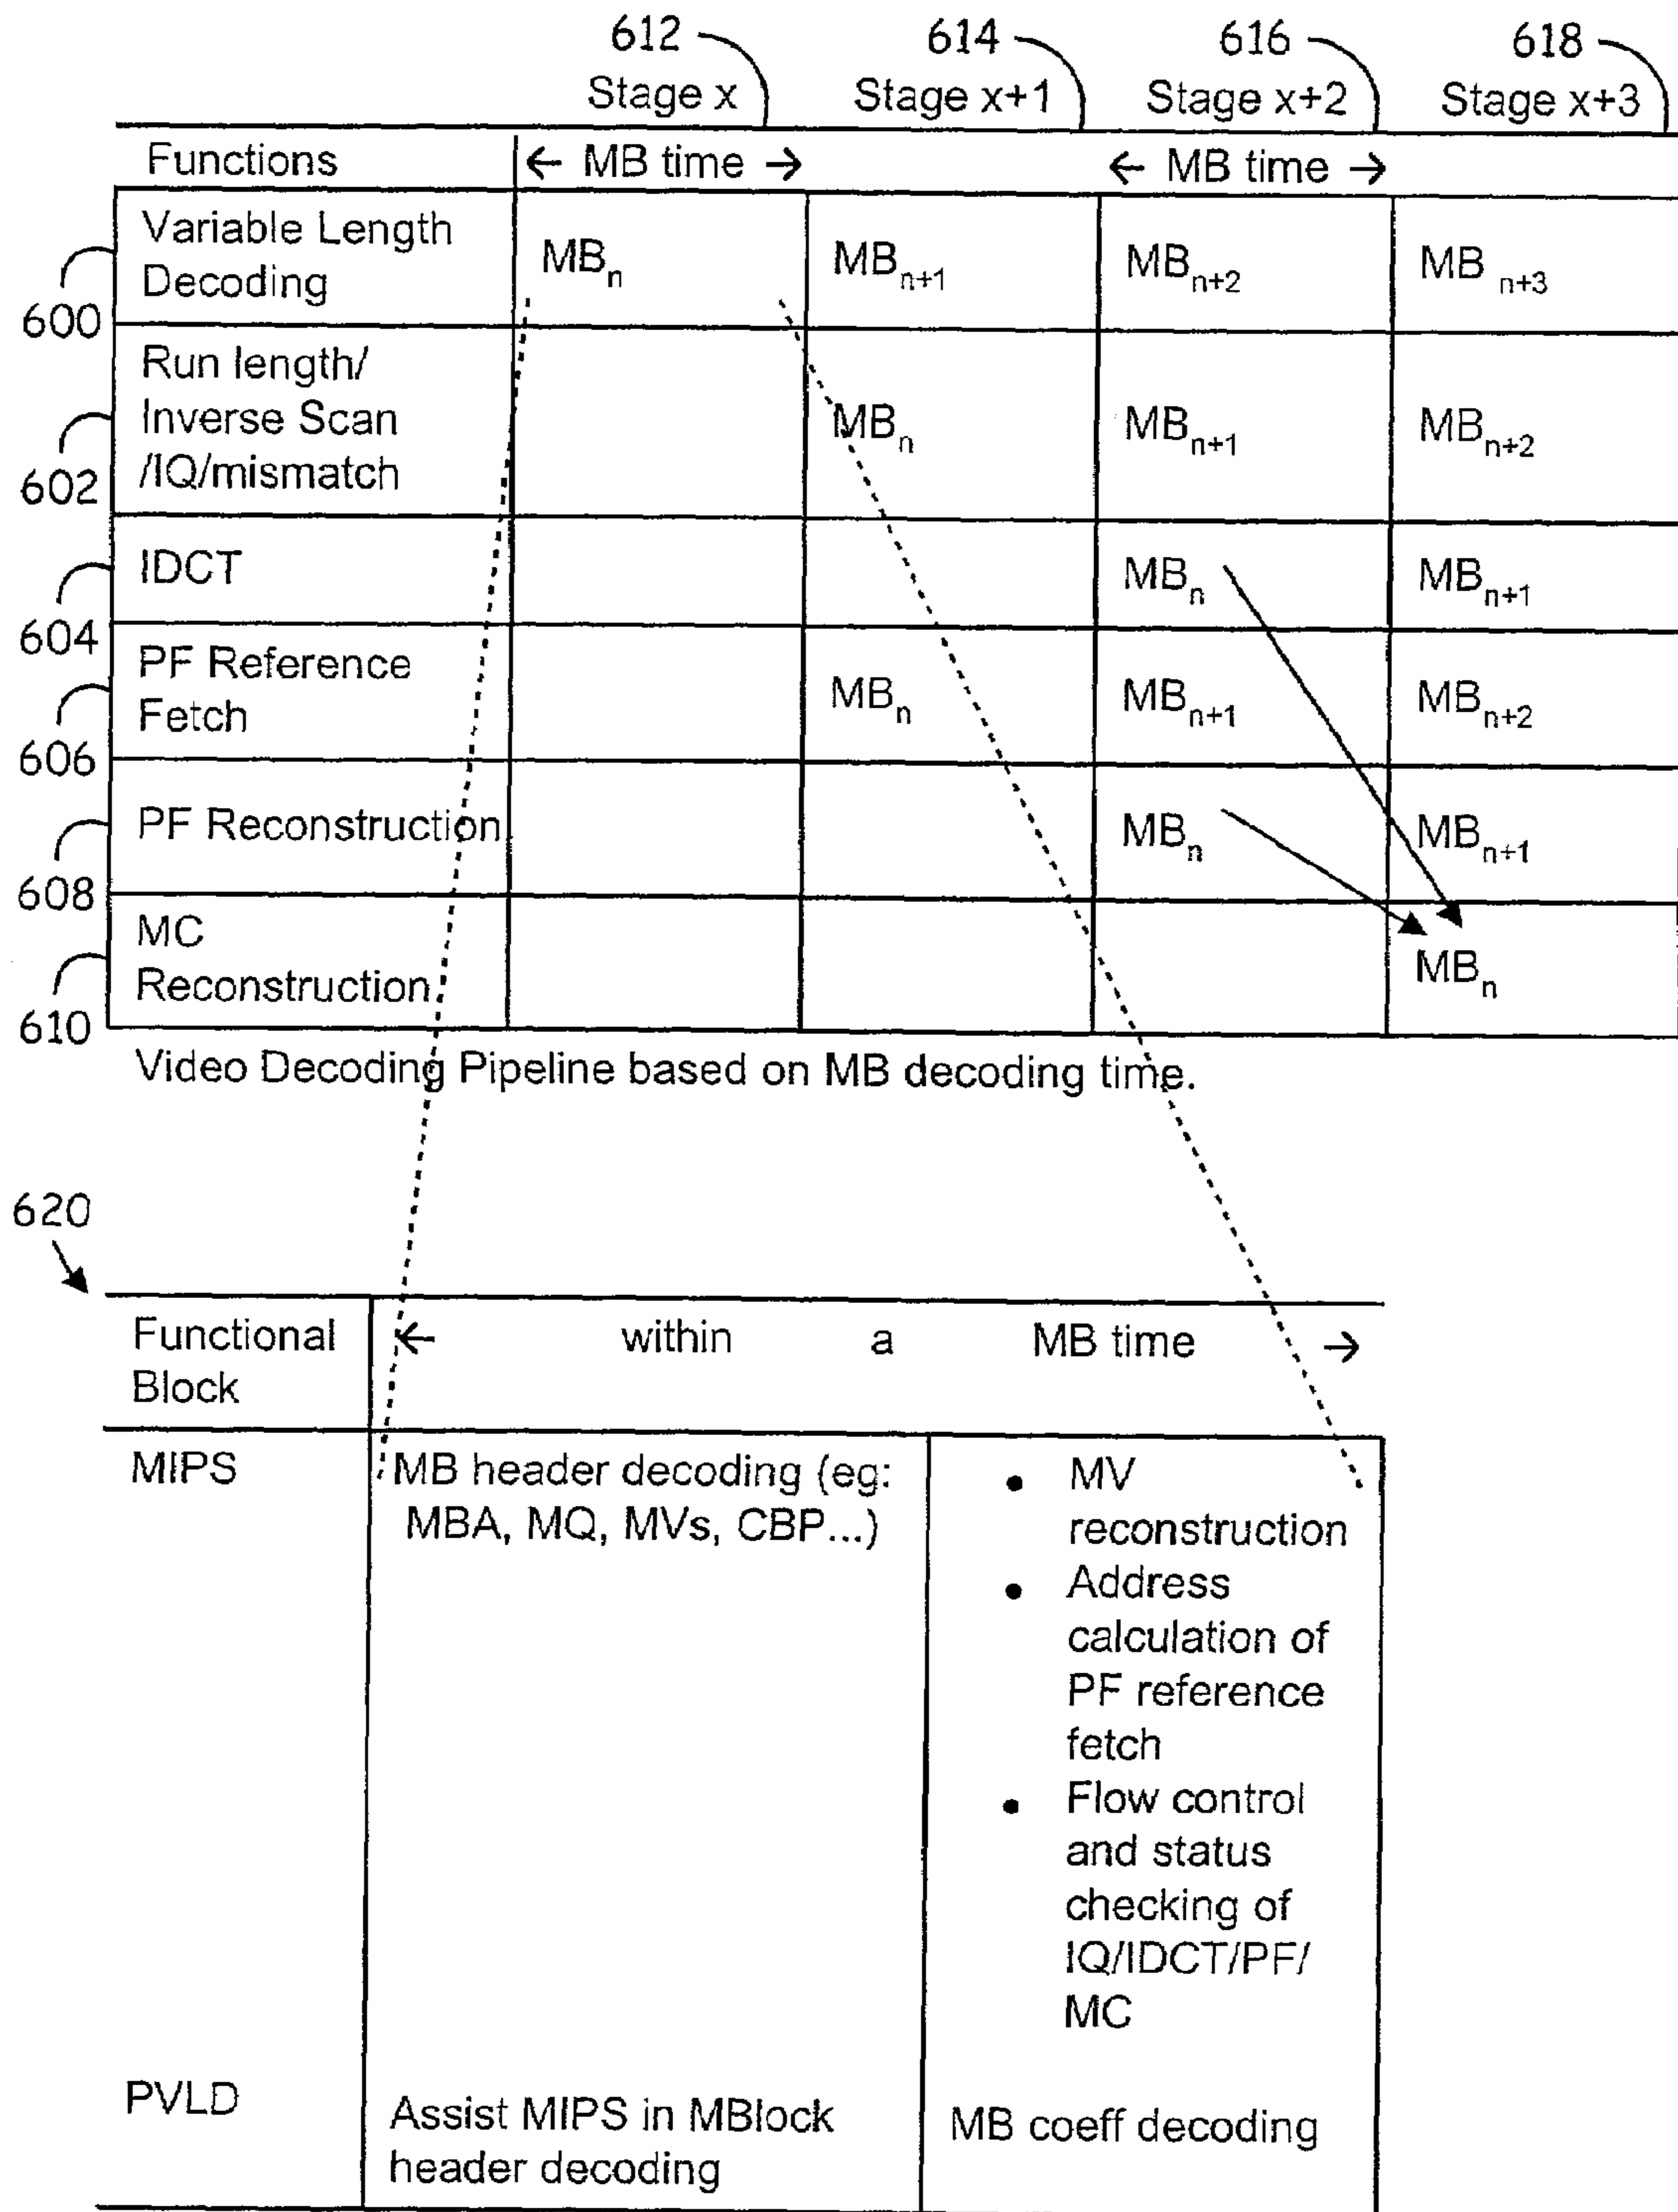 612 614 616 618
Stage x Stage x+1 Stage x+2 Stage x+3
Functions ← MB time → ← MB time →
Variable Length
Decoding
MBn MBn+1 MBn+2 MB n+3
600
Run length/
Inverse Scan
/IQ/mismatch
MBn MBn+1 MBn+2
602
IDCT MBn MBn+1
604
PF Reference
Fetch
MBn MBn+1 MBn+2
606
PF Reconstruction MBn MBn+1
608
MC
Reconstruction
MBn
610
Video Decoding Pipeline based on MB decoding time.
620
Functional
Block
← within a MB time →
MIPS
MB header decoding (eg:
MBA, MQ, MVs, CBP...)
• MV
reconstruction
• Address
calculation of
PF reference
fetch
• Flow control
and status
checking of
IQ/IDCT/PF/
MC
PVLD
Assist MIPS in MBlock
header decoding
MB coeff decoding